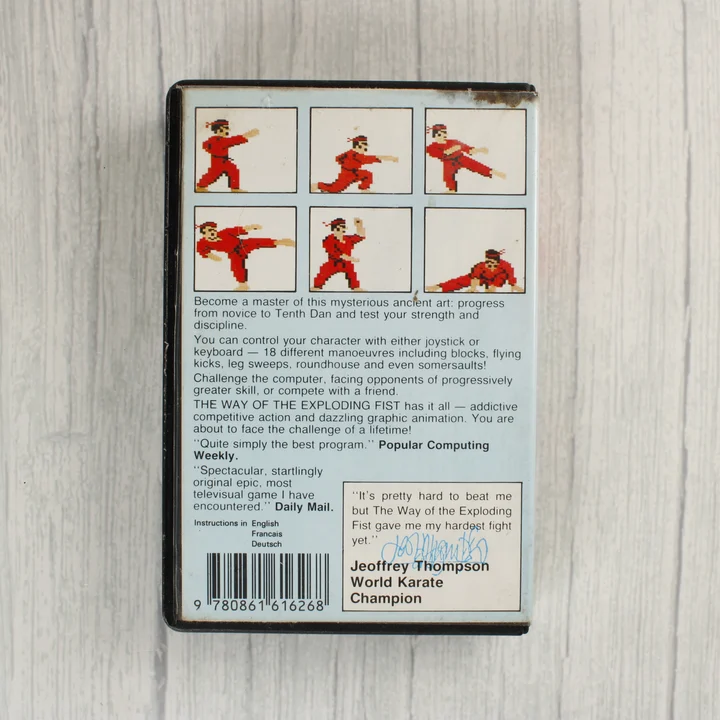 Become a master of this mysterious ancient art: progress
from novice to Tenth Dan and test your strength and
discipline.
You can control your character with either joystick or
keyboard — 18 different manoeuvres including blocks, flying
kicks, leg sweeps, roundhouse and even somersaults!
Challenge the computer, facing opponents of progressively
greater skill, or compete with a friend.
THE WAY OF THE EXPLODING FIST has it all — addictive
competitive action and dazzling graphic animation. You are
about to face the challenge of a lifetime!
"Quite simply the best program." Popular Computing
Weekly.
"Spectacular, startlingly
original epic, most
televisual game I have
encountered." Daily Mail.
Instructions in English
Francais
Deutsch
9 780861 616268
"It's pretty hard to beat me
but The Way of the Exploding
Fist gave me my hardest fight
yet."
Jeoffrey Thompson
World Karate
Champion